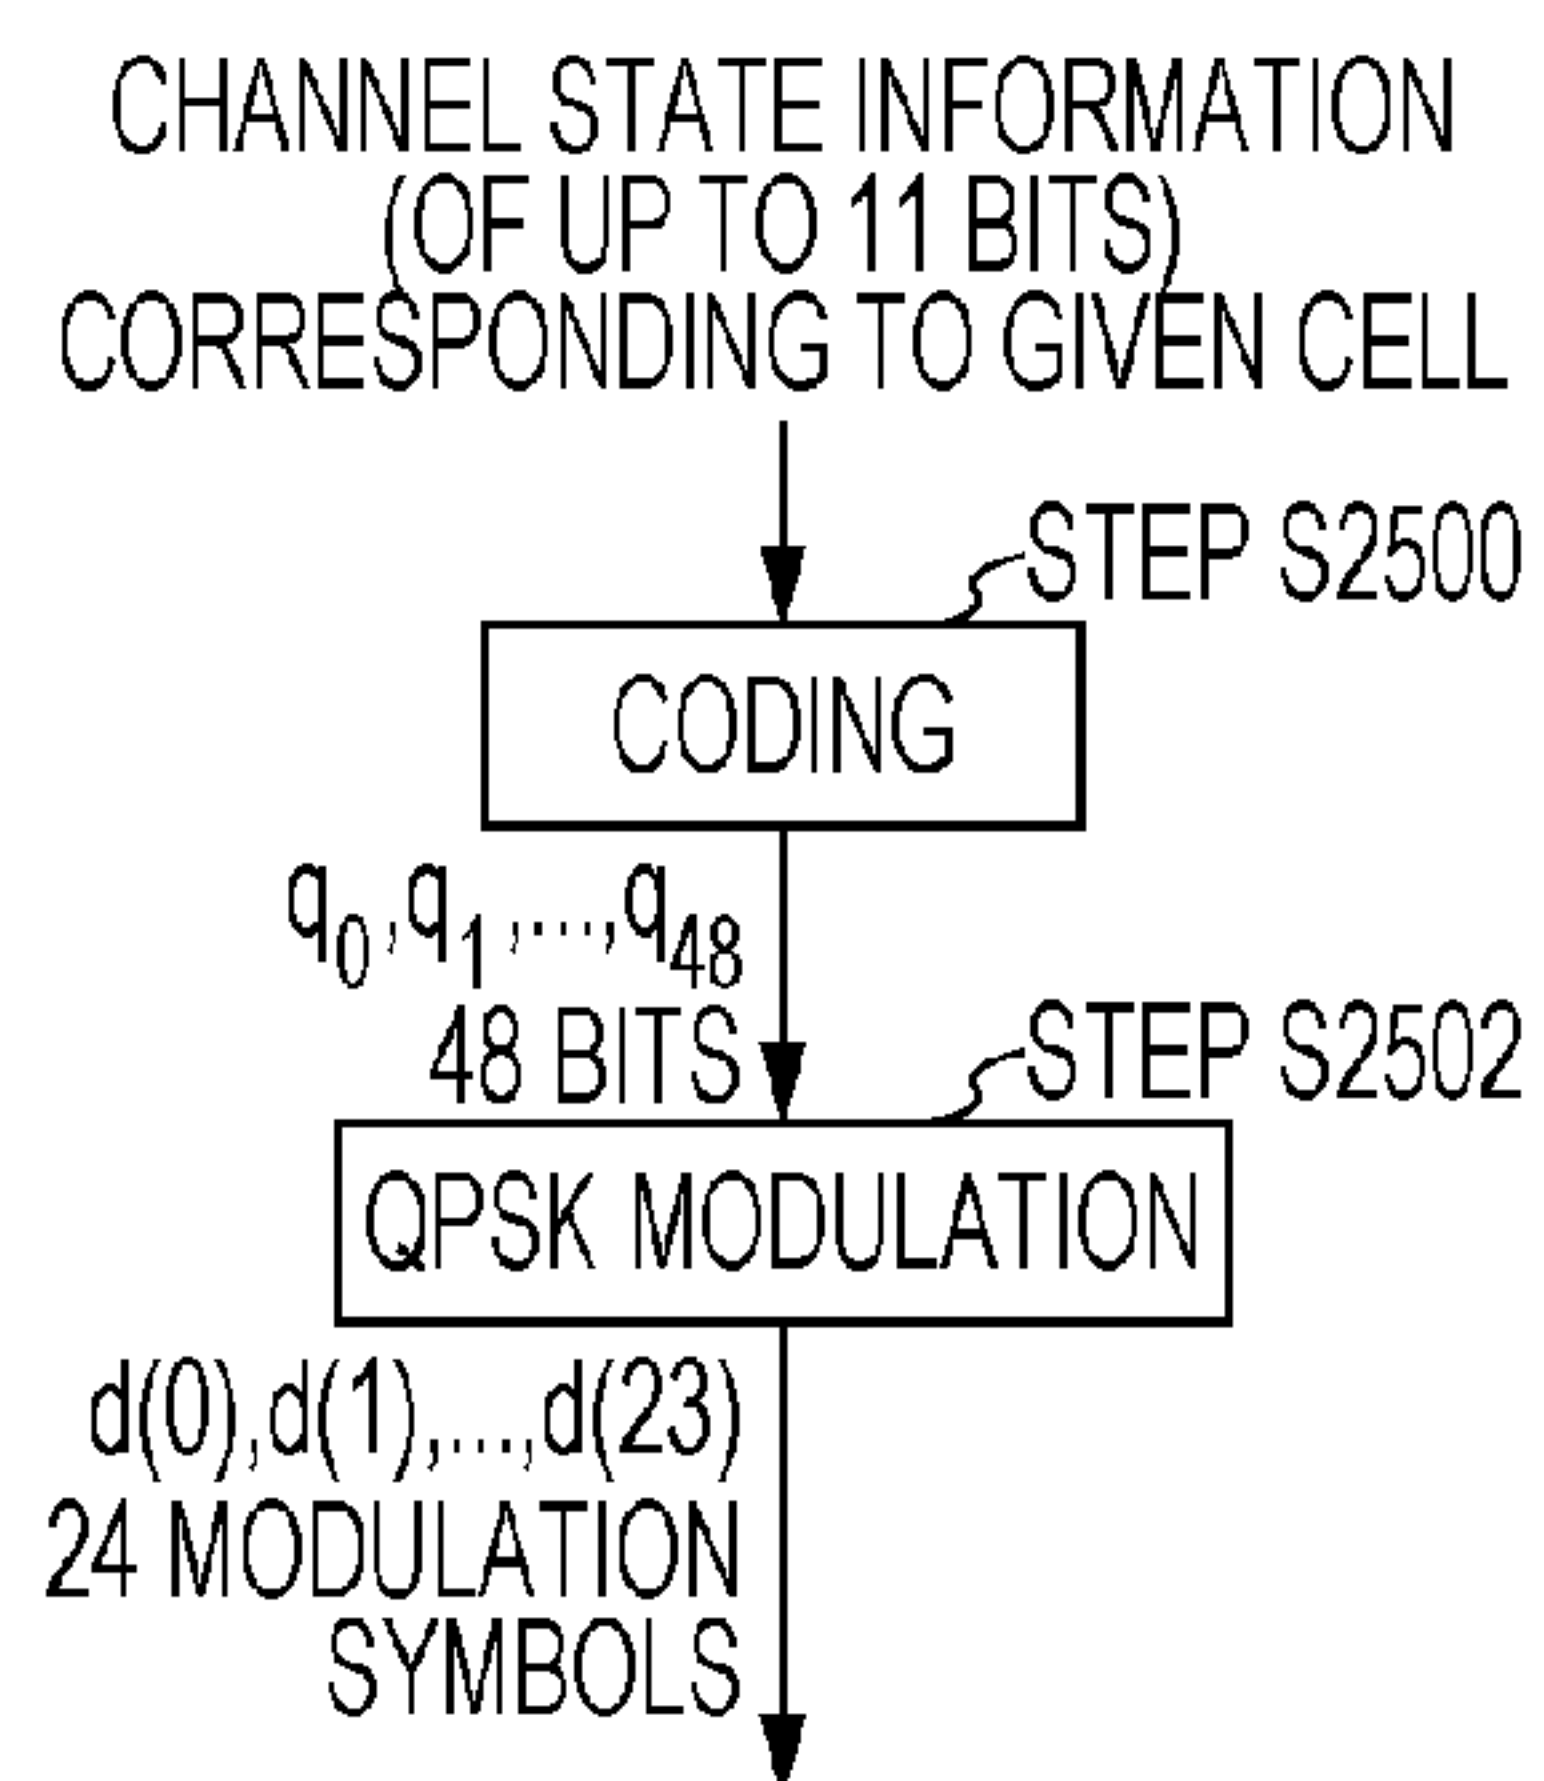 CHANNEL STATE INFORMATION
(OF UP TO 11 BITS)
CORRESPONDING TO GIVEN CELL
STEP S2500
CODING
q0,q1,...,q48
48 BITS
STEP S2502
QPSK MODULATION
d(0),d(1),...,d(23)
24 MODULATION
SYMBOLS